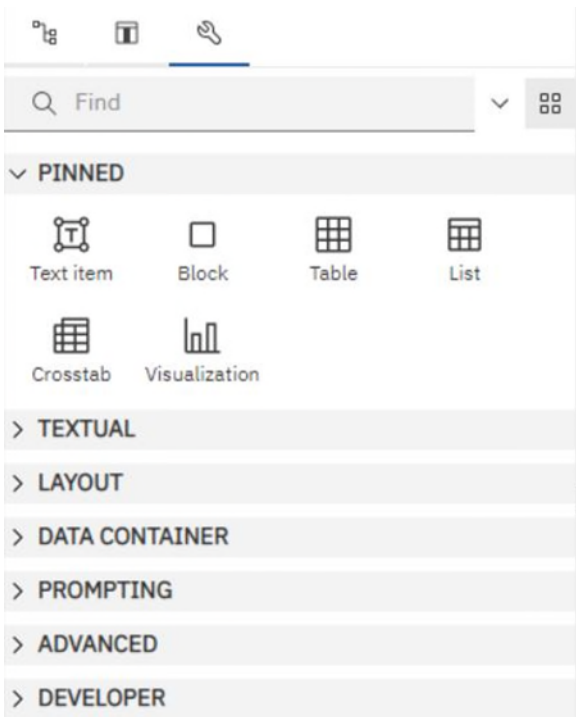 Find
PINNED
Text item Block Table List
Crosstab Visualization
TEXTUAL
LAYOUT
DATA CONTAINER
PROMPTING
ADVANCED
DEVELOPER